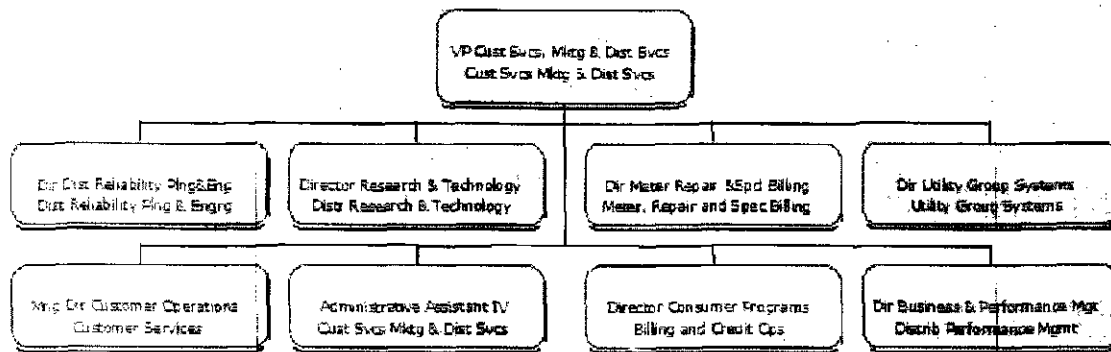 VP Cust Svcs, Mktg & Dist Svcs
Cust Svcs Mktg & Dist Svcs
Dir Dist Reliability Plng&Eng
Dist Reliability Plng & Engrg
Director Research & Technology
Distr Research & Technology
Dir Meter Repair &Spcl Billing
Meter, Repair and Spec Billing
Dir Utility Group Systems
Utility Group Systems
Mng Dir Customer Operations
Customer Services
Administrative Assistant IV
Cust Svcs Mktg & Dist Svcs
Director Consumer Programs
Billing and Credit Ops
Dir Business & Performance Mgt
Distrib Performance Mgmt